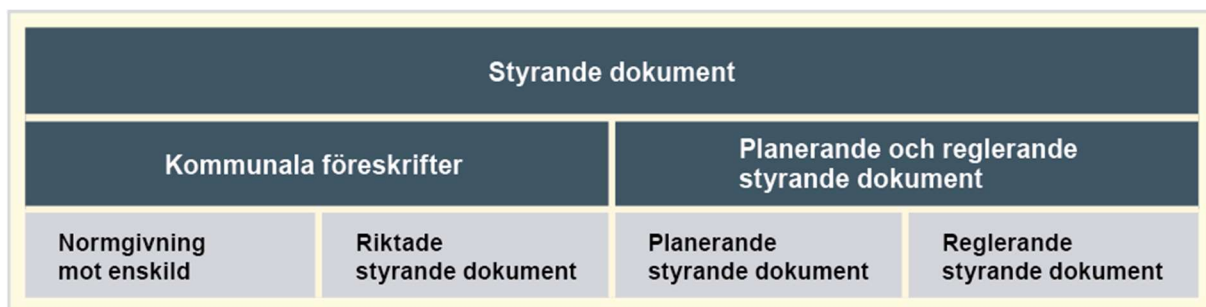 Styrande dokument
Kommunala föreskrifter
Planerande och reglerande
styrande dokument
Normgivning
mot enskild
Riktade
styrande dokument
Planerande
styrande dokument
Reglerande
styrande dokument